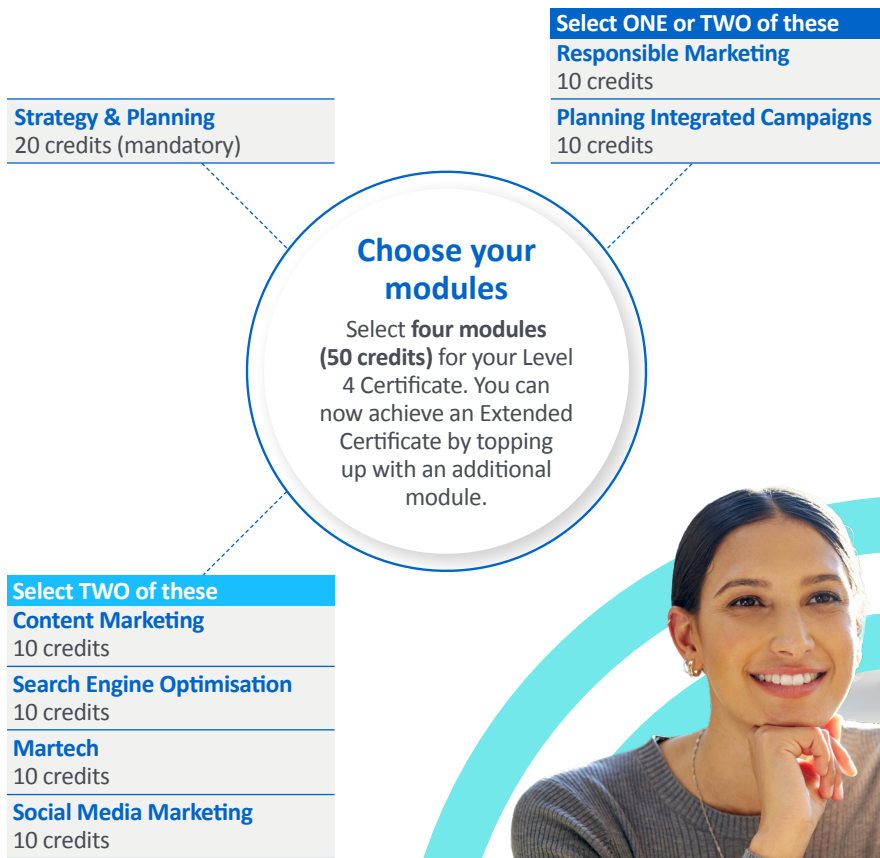 Select ONE or TWO of these
Responsible Marketing
10 credits
Planning Integrated Campaigns
10 credits
Strategy & Planning
20 credits (mandatory)
Choose your
modules
Select four modules
(50 credits) for your Level
4 Certificate. You can
now achieve an Extended
Certificate by topping
up with an additional
module.
Select TWO of these
Content Marketing
10 credits
Search Engine Optimisation
10 credits
Martech
10 credits
Social Media Marketing
10 credits